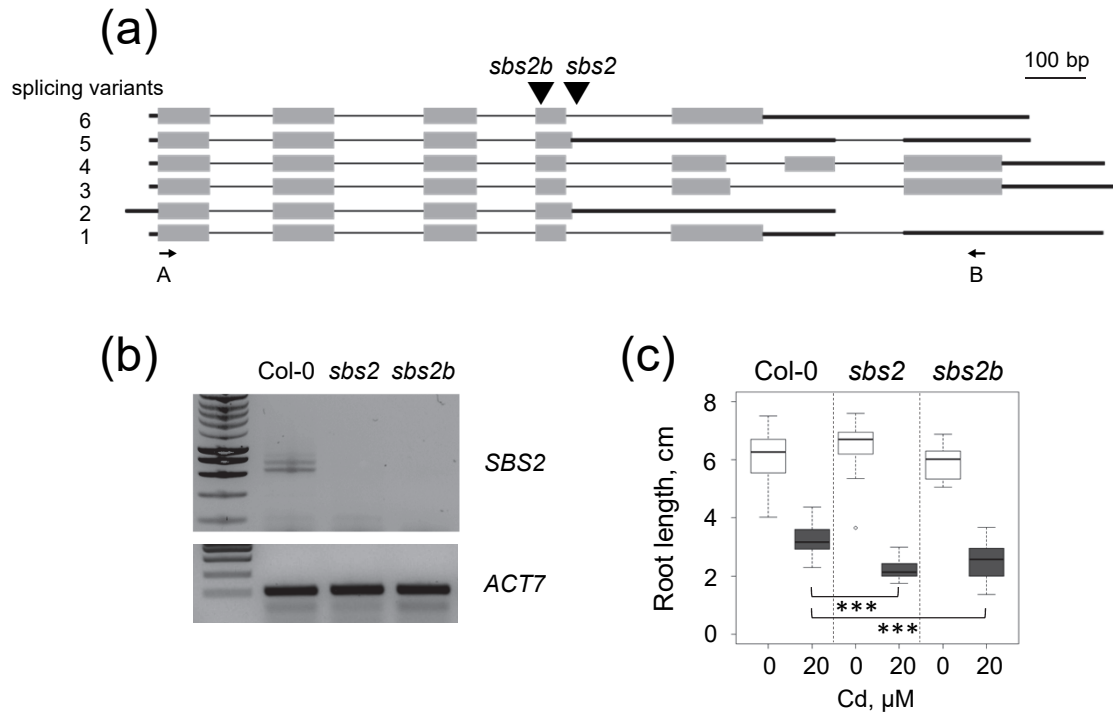 (a)
sbs2b sbs2
100 bp
splicing variants
6
5
4
3
2
1
A B
(b)
Col-0 sbs2 sbs2b
SBS2
ACT7
(c)
Col-0 sbs2 sbs2b
8
6
4
2
0
Root length, cm
***
***
0 20 0 20 0 20
Cd, μM